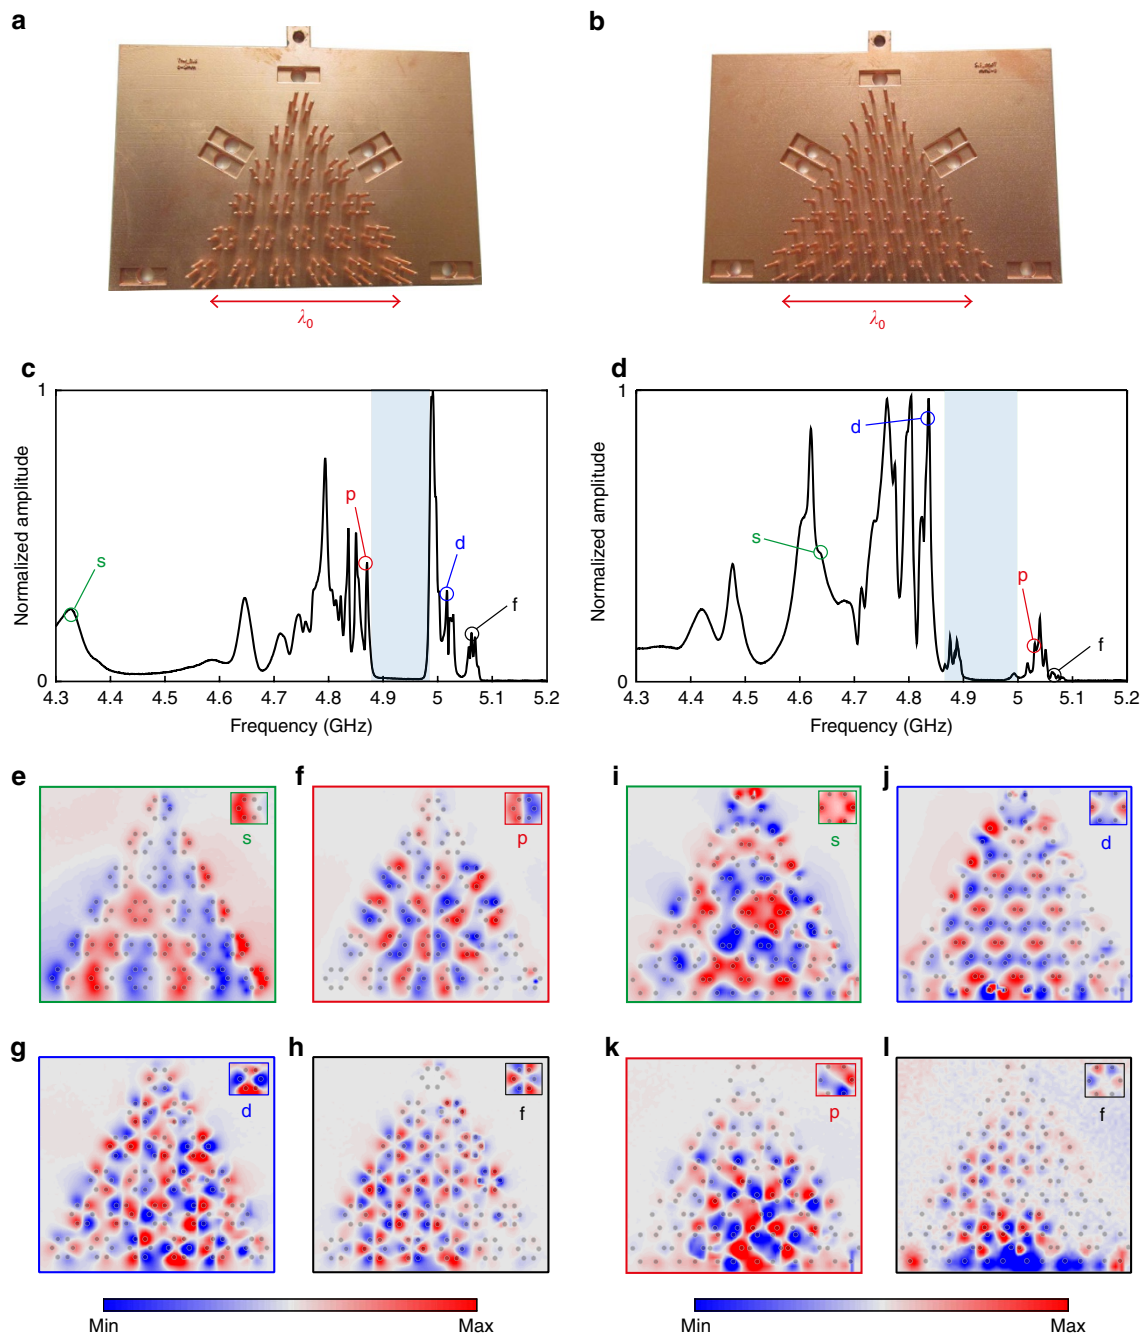 a
b
λ0
λ0
c
d
1
Normalized amplitude
0
s
p
d
f
4.3 4.4 4.5 4.6 4.7 4.8 4.9 5 5.1 5.2
Frequency (GHz)
1
Normalized amplitude
0
s
d
p
f
4.3 4.4 4.5 4.6 4.7 4.8 4.9 5 5.1 5.2
Frequency (GHz)
e
s
f
p
i
s
j
d
g
d
h
f
k
p
l
f
Min
Max
Min
Max